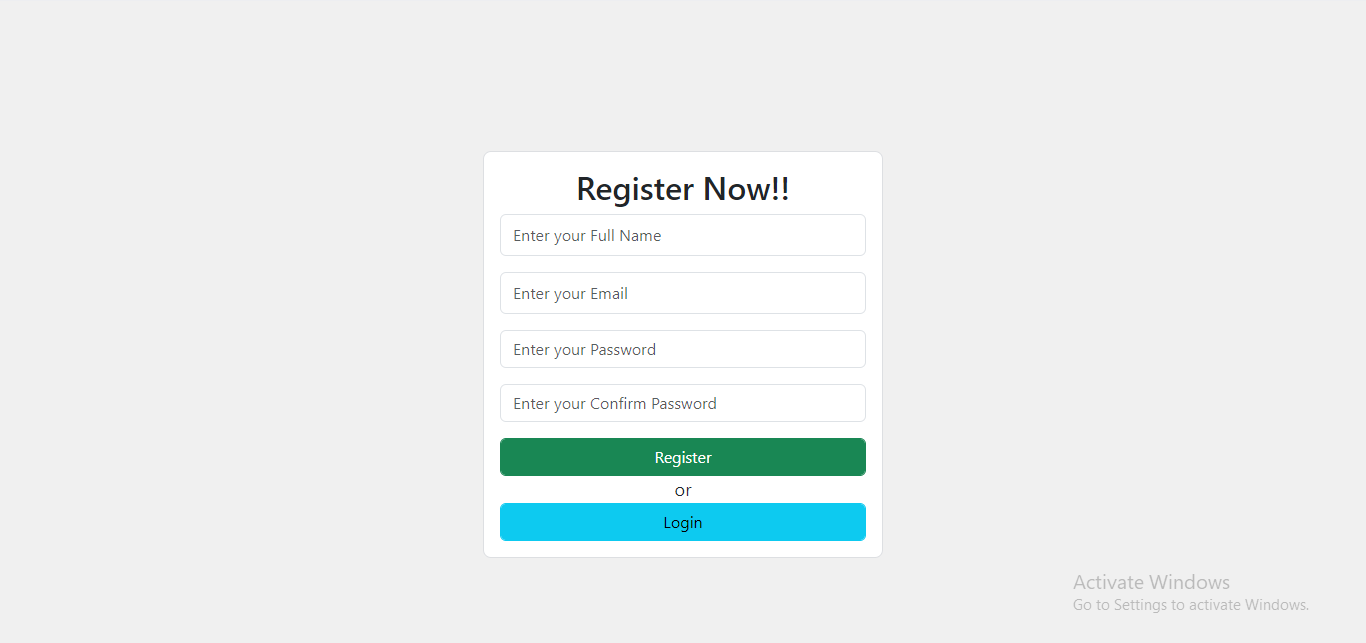 Register Now!!
Enter your Full Name
Enter your Email
Enter your Password
Enter your Confirm Password
Register
or
Login
Activate Windows
Go to Settings to activate Windows.